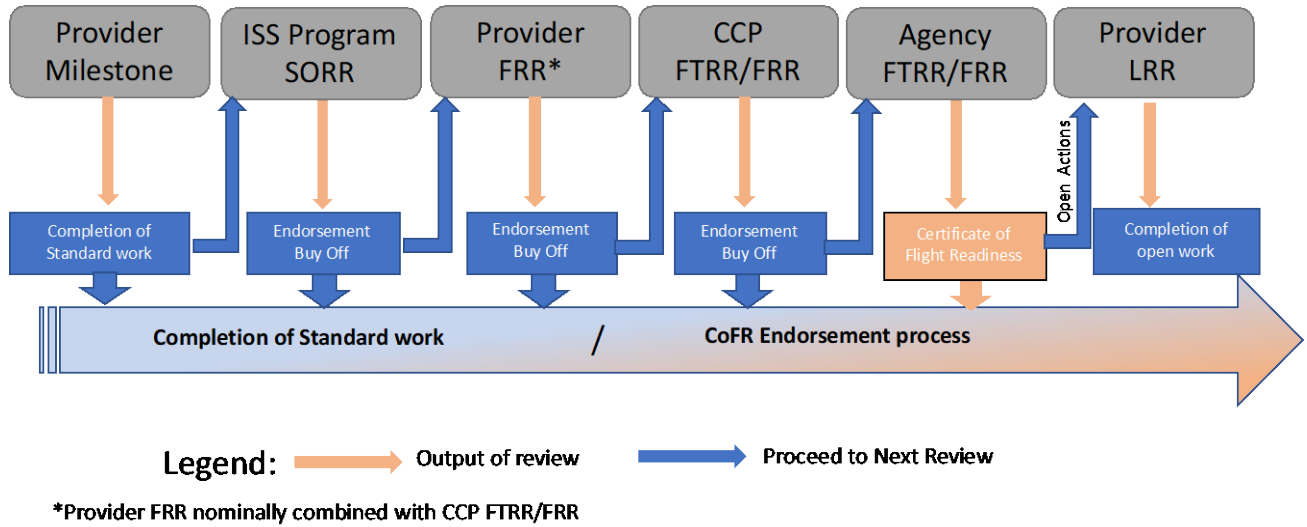 Provider
Milestone
ISS Program
SORR
Provider
FRR*
CCP
FTRR/FRR
Agency
FTRR/FRR
Provider
LRR
Open Actions
Completion of
Standard work
Endorsement
Buy Off
Endorsement
Buy Off
Endorsement
Buy Off
Certificate of
Flight Readiness
Completion of
open work
Completion of Standard work / CoFR Endorsement process
Legend: Output of review Proceed to Next Review
*Provider FRR nominally combined with CCP FTRR/FRR